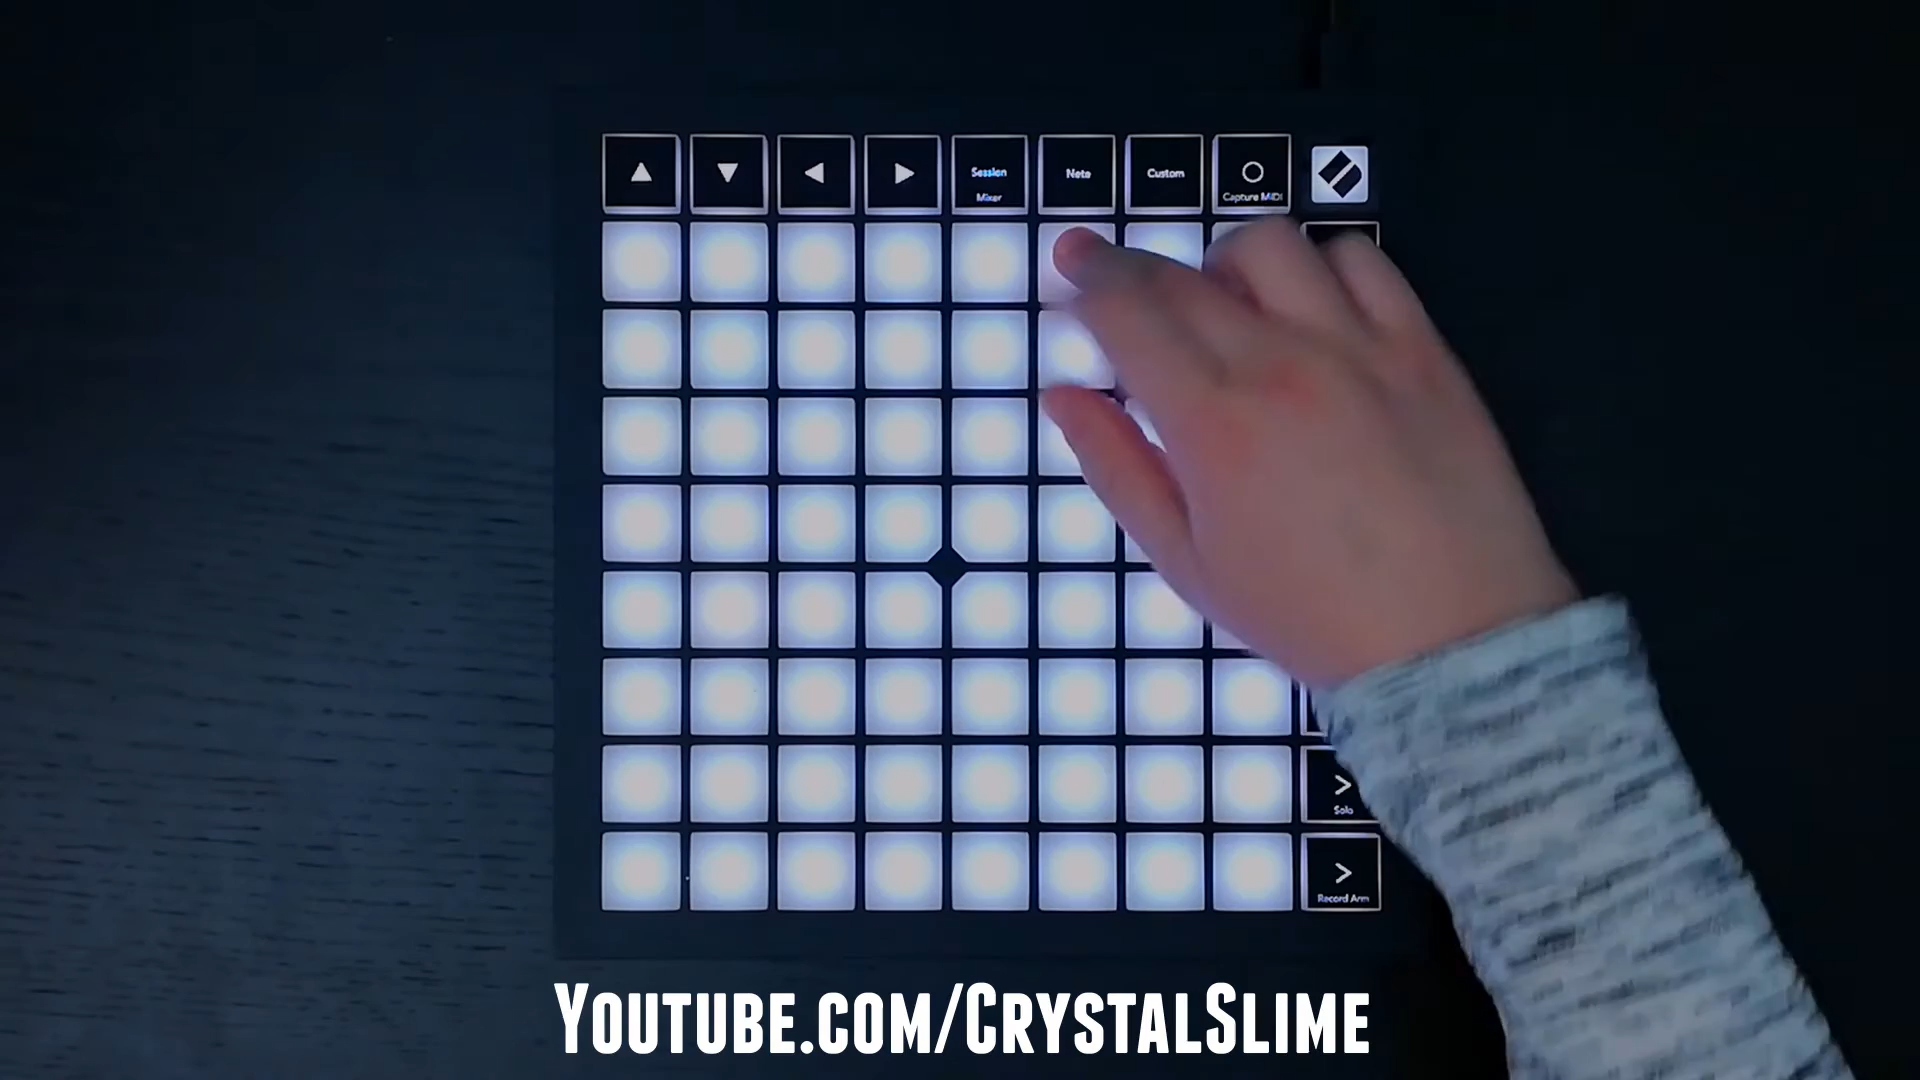 Session
Mixer
Note
Custom
Capture MIDI
Solo
Record Arm
YOUTUBE.COM/CRYSTALSLIME